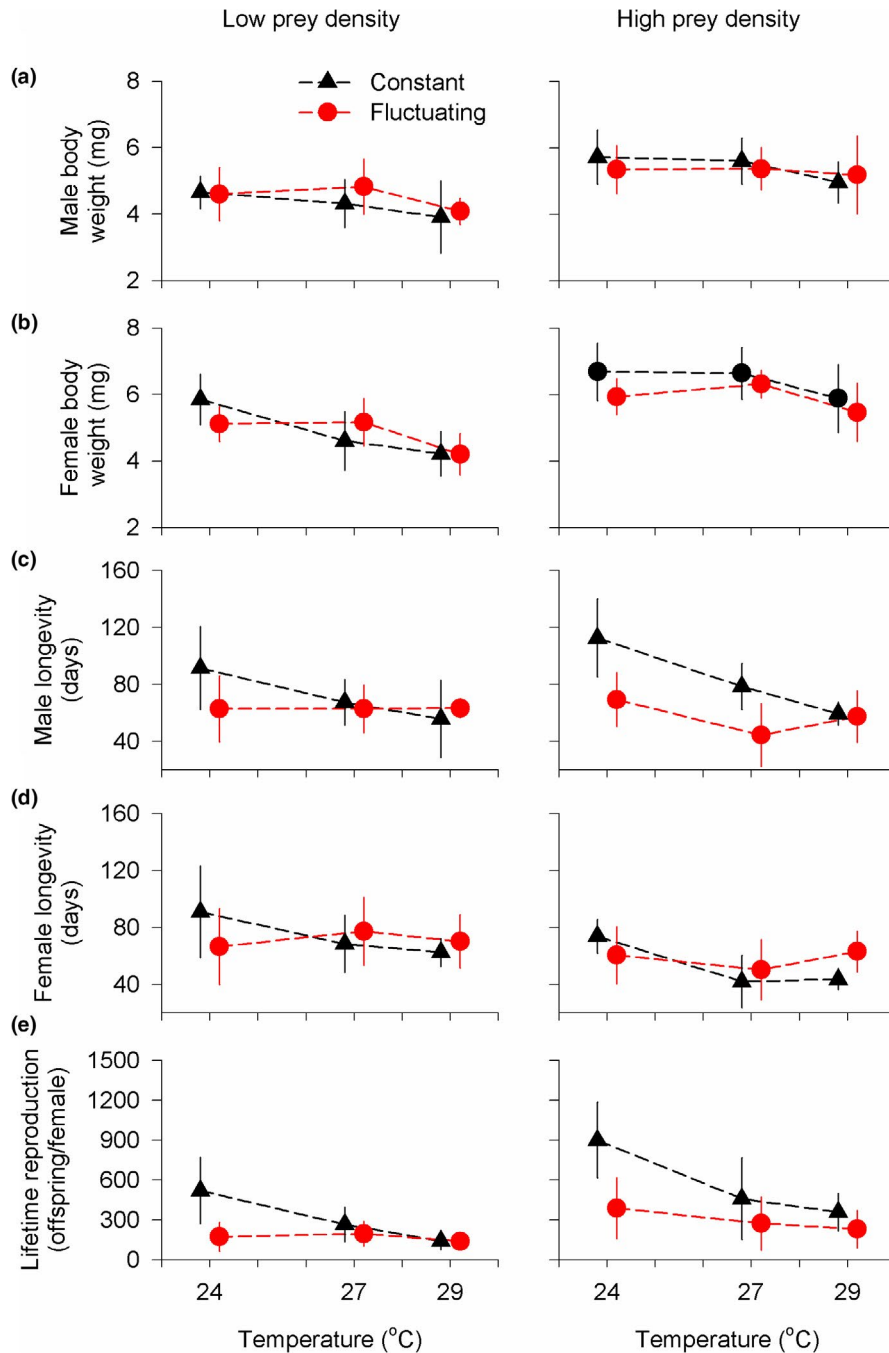 Low prey density
High prey density
(a)
Male body
weight (mg)
8
6
4
2
Constant
Fluctuating
(b)
Female body
weight (mg)
8
6
4
2
(c)
Male longevity
(days)
160
120
80
40
(d)
Female longevity
(days)
160
120
80
40
(e)
Lifetime reproduction
(offspring/female)
1500
1200
900
600
300
0
24
27
29
24
27
29
Temperature (°C)
Temperature (°C)